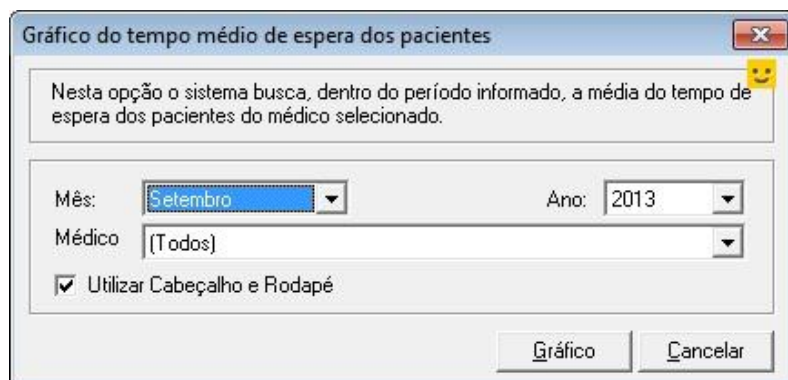 Gráfico do tempo médio de espera dos pacientes
Nesta opção o sistema busca, dentro do período informado, a média do tempo de
espera dos pacientes do médico selecionado.
Mês: Setembro Ano: 2013
Médico (Todos)
Utilizar Cabeçalho e Rodapé
Gráfico Cancelar